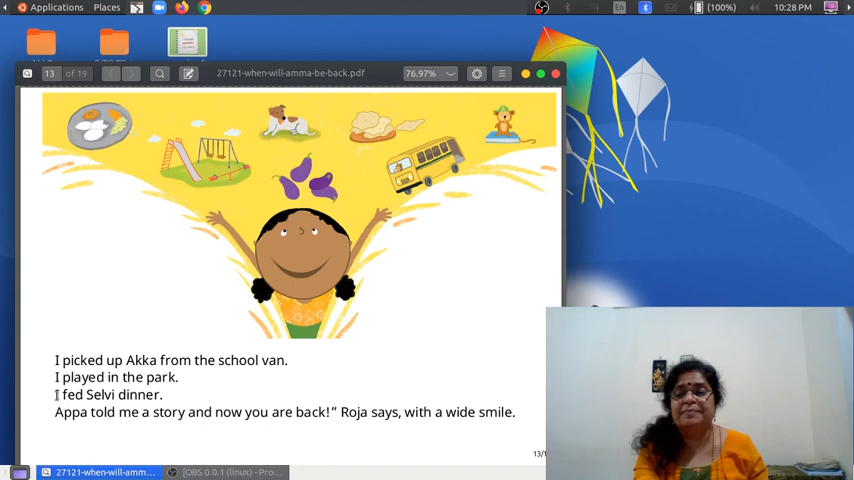 Applications Places En (100%) 10:28 PM
13 of 19 27121-when-will-amma-be-back.pdf 76.97%
I picked up Akka from the school van.
I played in the park.
I fed Selvi dinner.
Appa told me a story and now you are back!” Roja says, with a wide smile.
27121-when-will-amm... [OBS 0.0.1 (linux) - Pro...